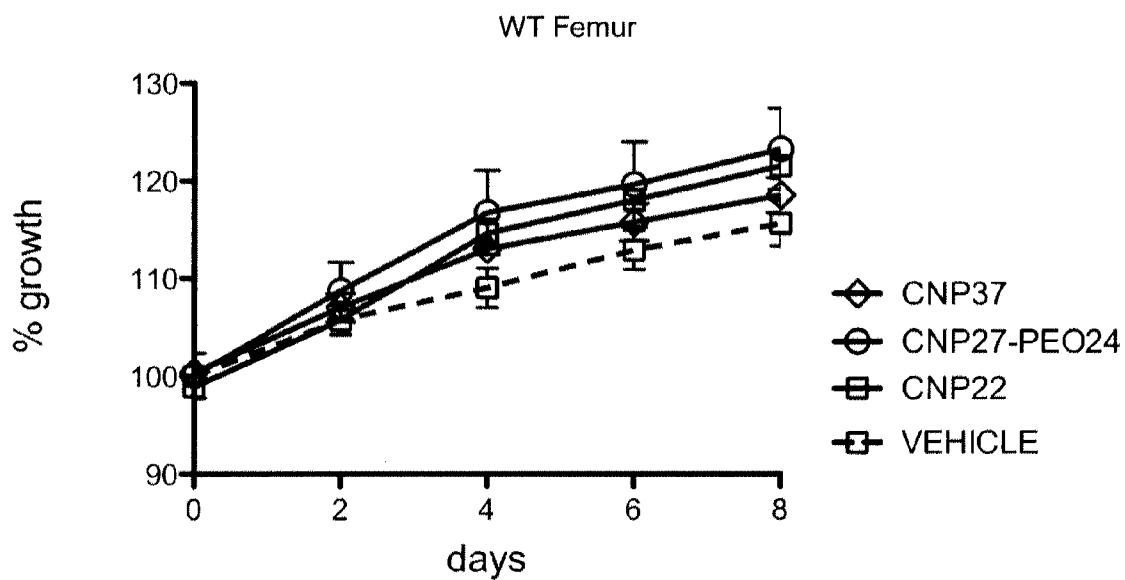 WT Femur
130
120
110
100
90
% growth
0 2 4 6 8
days
CNP37
CNP27-PEO24
CNP22
VEHICLE